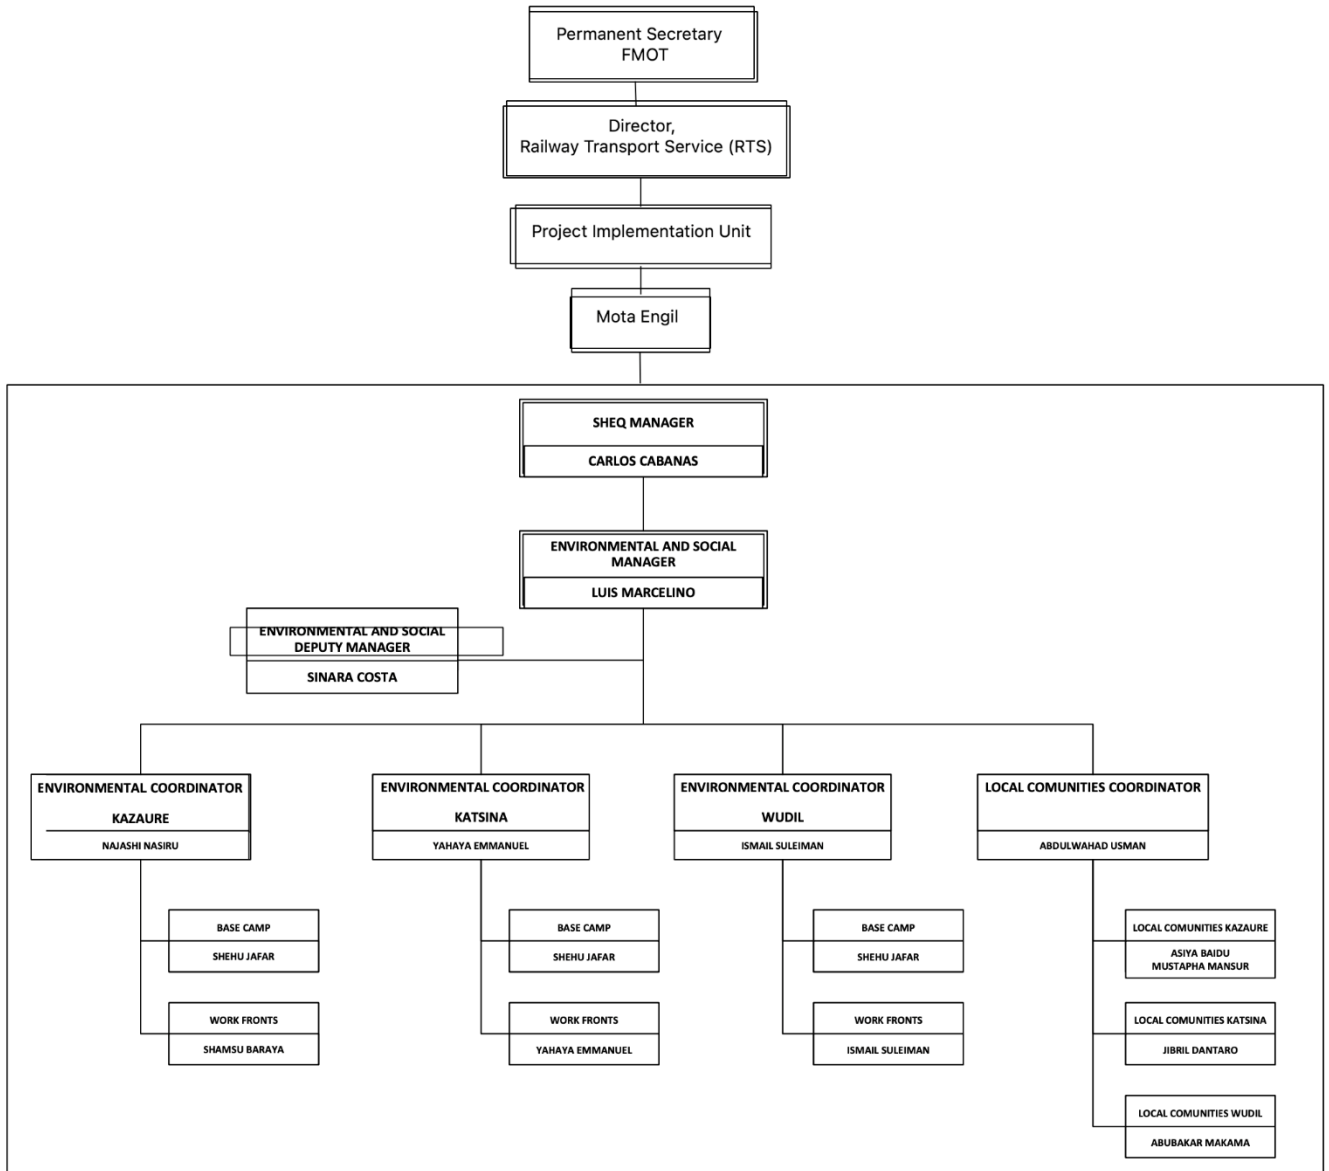 Permanent Secretary
FMOT
Director,
Railway Transport Service (RTS)
Project Implementation Unit
Mota Engil
SHEQ MANAGER
CARLOS CABANAS
ENVIRONMENTAL AND SOCIAL
MANAGER
LUIS MARCELINO
ENVIRONMENTAL AND SOCIAL
DEPUTY MANAGER
SINARA COSTA
ENVIRONMENTAL COORDINATOR
KAZAURE
NAJASHI NASIRU
BASE CAMP
SHEHU JAFAR
WORK FRONTS
SHAMSU BARAYA
ENVIRONMENTAL COORDINATOR
KATSINA
YAHAYA EMMANUEL
BASE CAMP
SHEHU JAFAR
WORK FRONTS
YAHAYA EMMANUEL
ENVIRONMENTAL COORDINATOR
WUDIL
ISMAIL SULEIMAN
BASE CAMP
SHEHU JAFAR
WORK FRONTS
ISMAIL SULEIMAN
LOCAL COMUNITIES COORDINATOR
ABDULWAHAD USMAN
LOCAL COMUNITIES KAZAURE
ASIYA BAIDU
MUSTAPHA MANSUR
LOCAL COMUNITIES KATSINA
JIBRIL DANTARO
LOCAL COMUNITIES WUDIL
ABUBAKAR MAKAMA